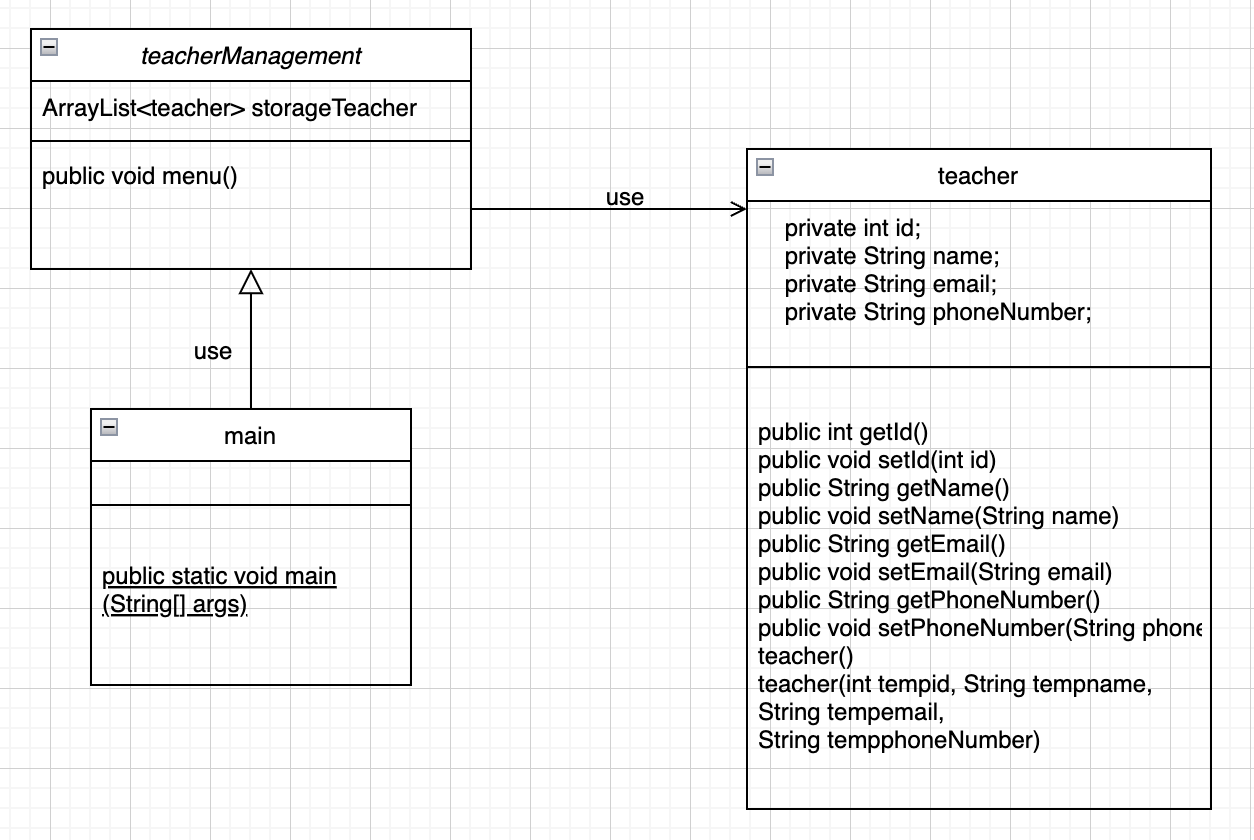 teacherManagement
ArrayList<teacher> storageTeacher
public void menu()
use
teacher
private int id;
private String name;
private String email;
private String phoneNumber;
public int getId()
public void setId(int id)
public String getName()
public void setName(String name)
public String getEmail()
public void setEmail(String email)
public String getPhoneNumber()
public void setPhoneNumber(String phone
teacher()
teacher(int tempid, String tempname,
String tempemail,
String tempphoneNumber)
use
main
public static void main
(String[] args)